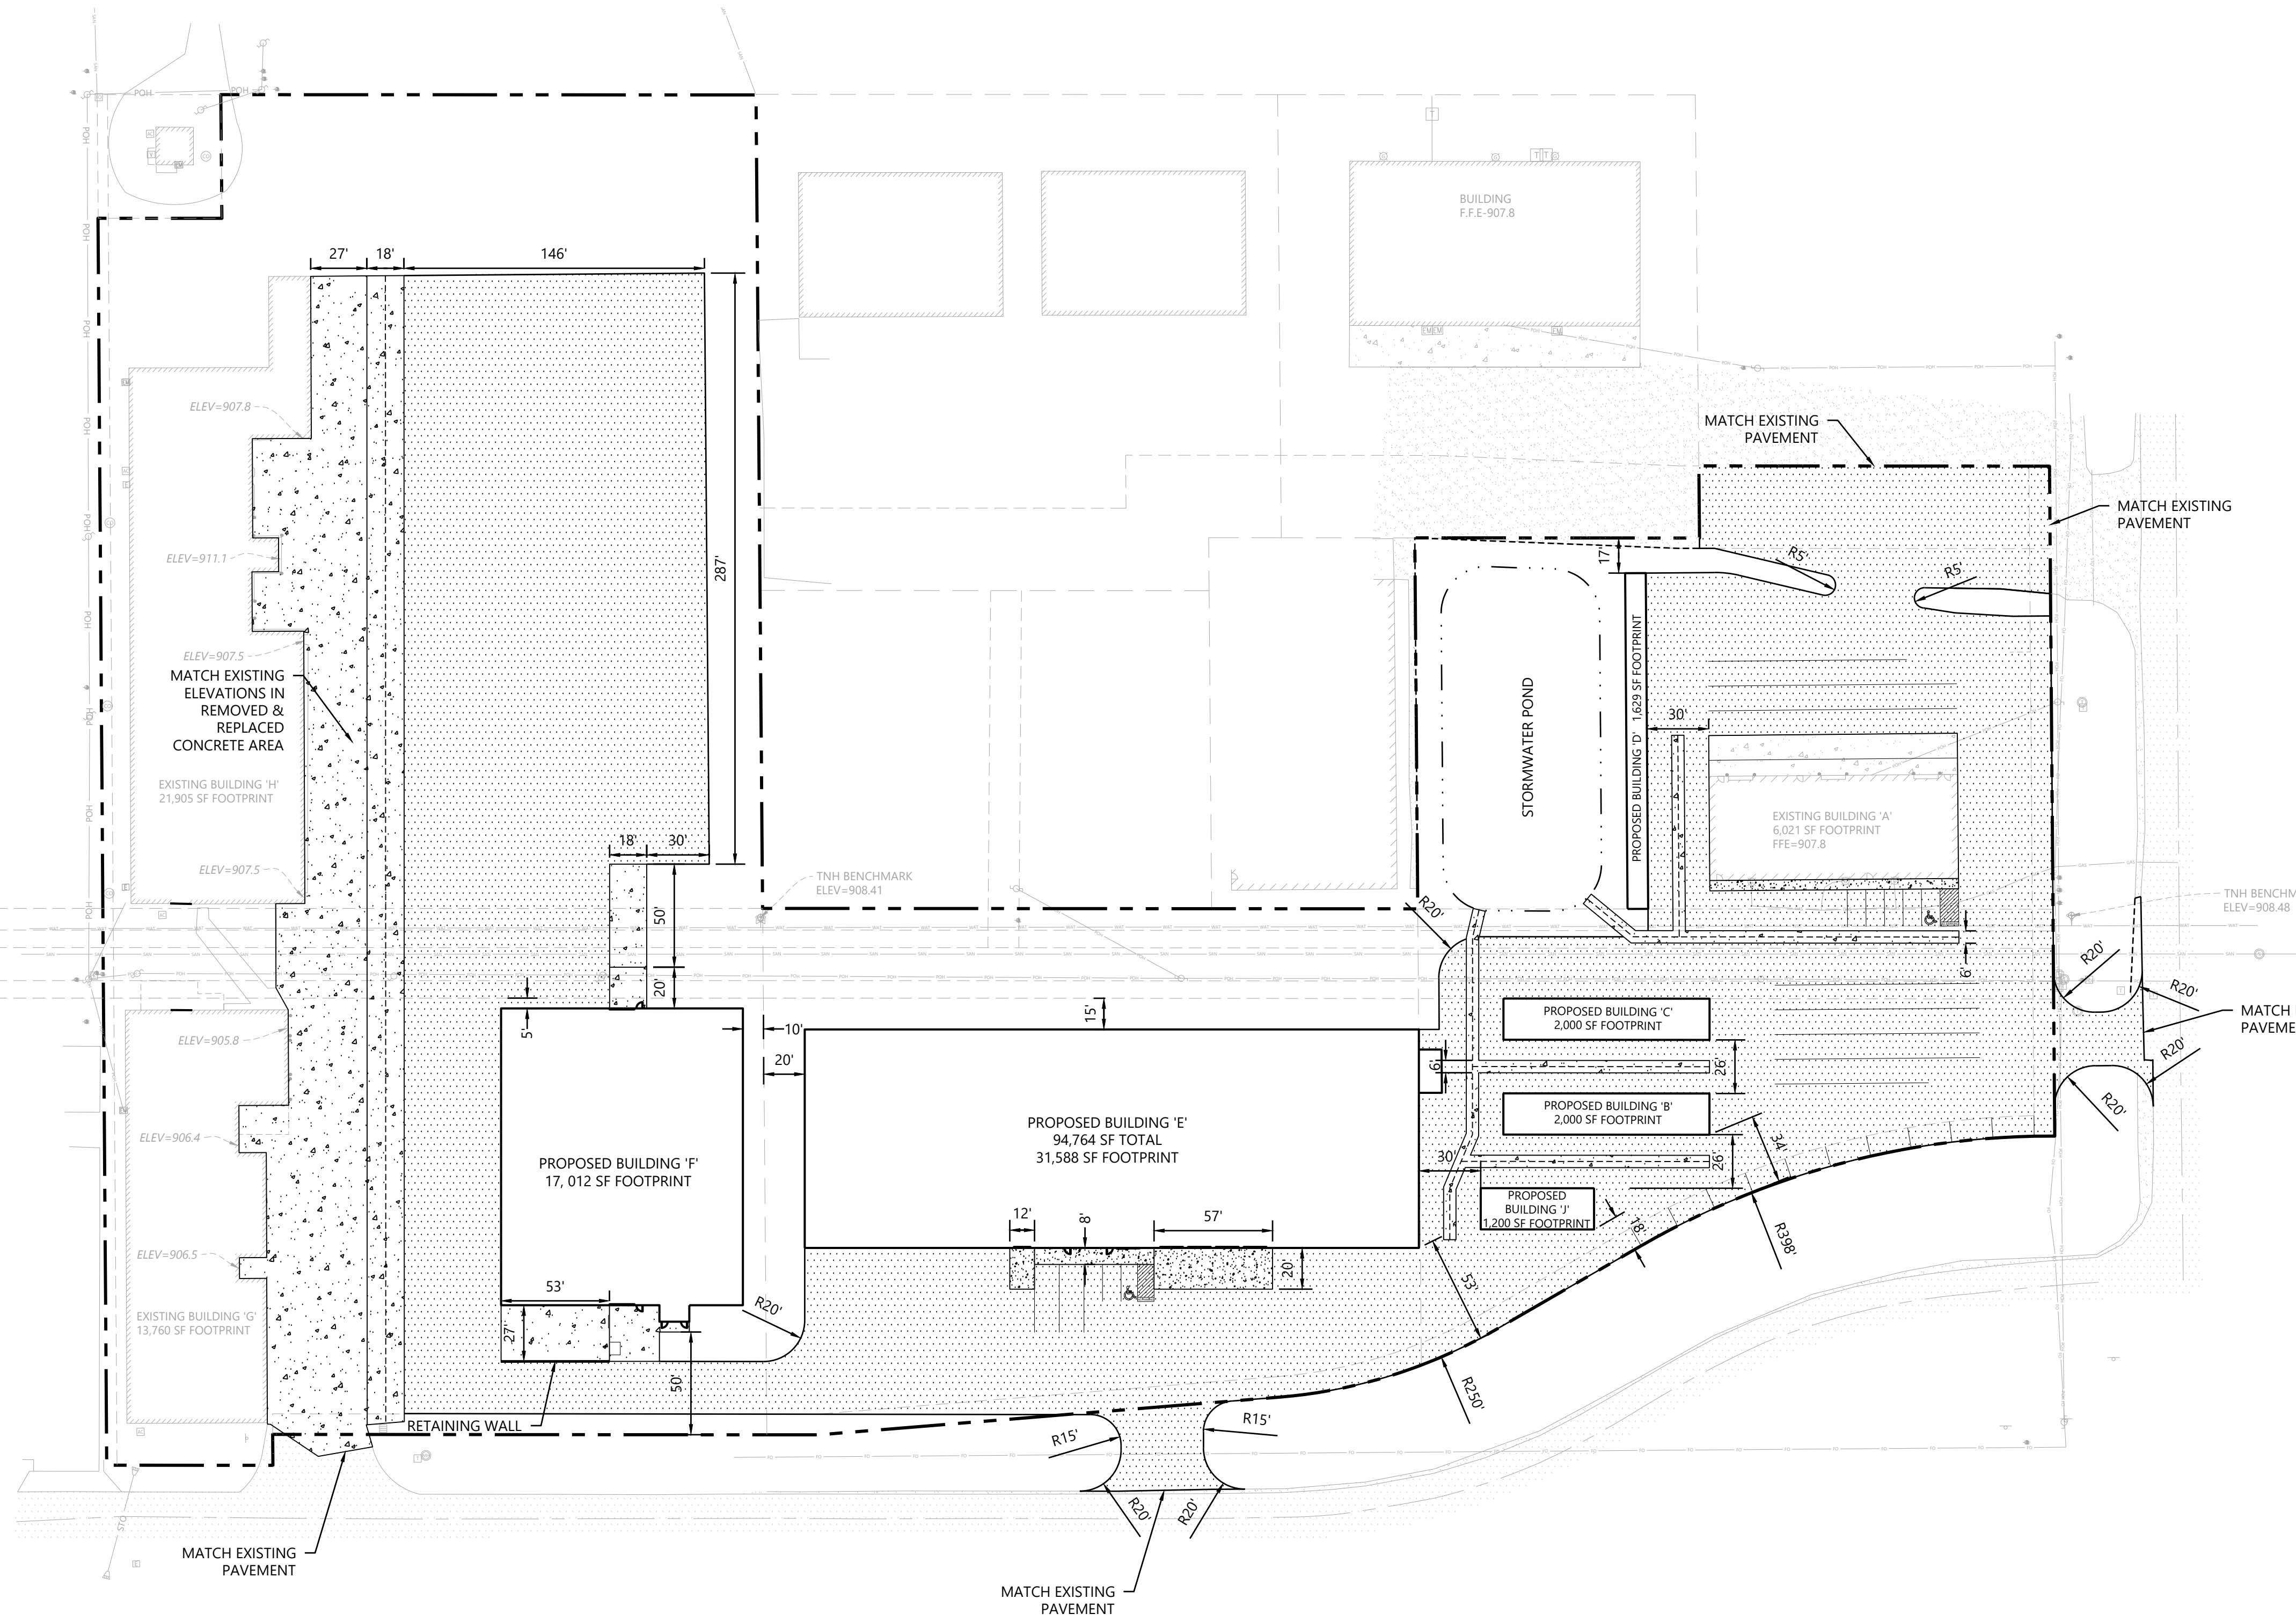 POH
POH
27'
18'
146'
BUILDING
F.F.E-907.8
T
T
T
G
G
G
EM
EM
EM
ELEV=907.8
ELEV=911.1
ELEV=907.5
MATCH EXISTING
ELEVATIONS IN
REMOVED &
REPLACED
CONCRETE AREA
EXISTING BUILDING 'H'
21,905 SF FOOTPRINT
ELEV=907.5
287'
18'
30'
50'
20'
5'
TNH BENCHMARK
ELEV=908.41
MATCH EXISTING
PAVEMENT
MATCH EXISTING
PAVEMENT
17'
R5'
R5'
STORMWATER POND
PROPOSED BUILDING 'D' 1,629 SF FOOTPRINT
30'
EXISTING BUILDING 'A'
6,021 SF FOOTPRINT
FFE=907.8
TNH BENCHM
ELEV=908.48
R20'
6'
R20'
R20'
MATCH
PAVEME
R20'
R20'
ELEV=905.8
ELEV=906.4
ELEV=906.5
EXISTING BUILDING 'G'
13,760 SF FOOTPRINT
10'
20'
15'
PROPOSED BUILDING 'F'
17, 012 SF FOOTPRINT
PROPOSED BUILDING 'E'
94,764 SF TOTAL
31,588 SF FOOTPRINT
PROPOSED BUILDING 'C'
2,000 SF FOOTPRINT
6'
26'
PROPOSED BUILDING 'B'
2,000 SF FOOTPRINT
30'
26'
34'
PROPOSED
BUILDING 'J'
1,200 SF FOOTPRINT
18'
R398'
53'
R250'
12'
8'
57'
20'
53'
27'
R20'
50'
RETAINING WALL
R15'
R15'
R20'
R20'
STO
MATCH EXISTING
PAVEMENT
MATCH EXISTING
PAVEMENT